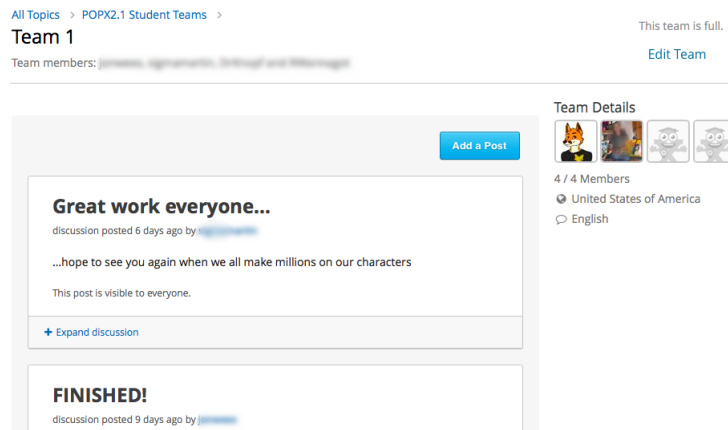 All Topics > POPX2.1 Student Teams >
Team 1
Team members:
This team is full.
Edit Team
Add a Post
Great work everyone...
discussion posted 6 days ago by
...hope to see you again when we all make millions on our characters
This post is visible to everyone.
+ Expand discussion
FINISHED!
discussion posted 9 days ago by
Team Details
4 / 4 Members
United States of America
English